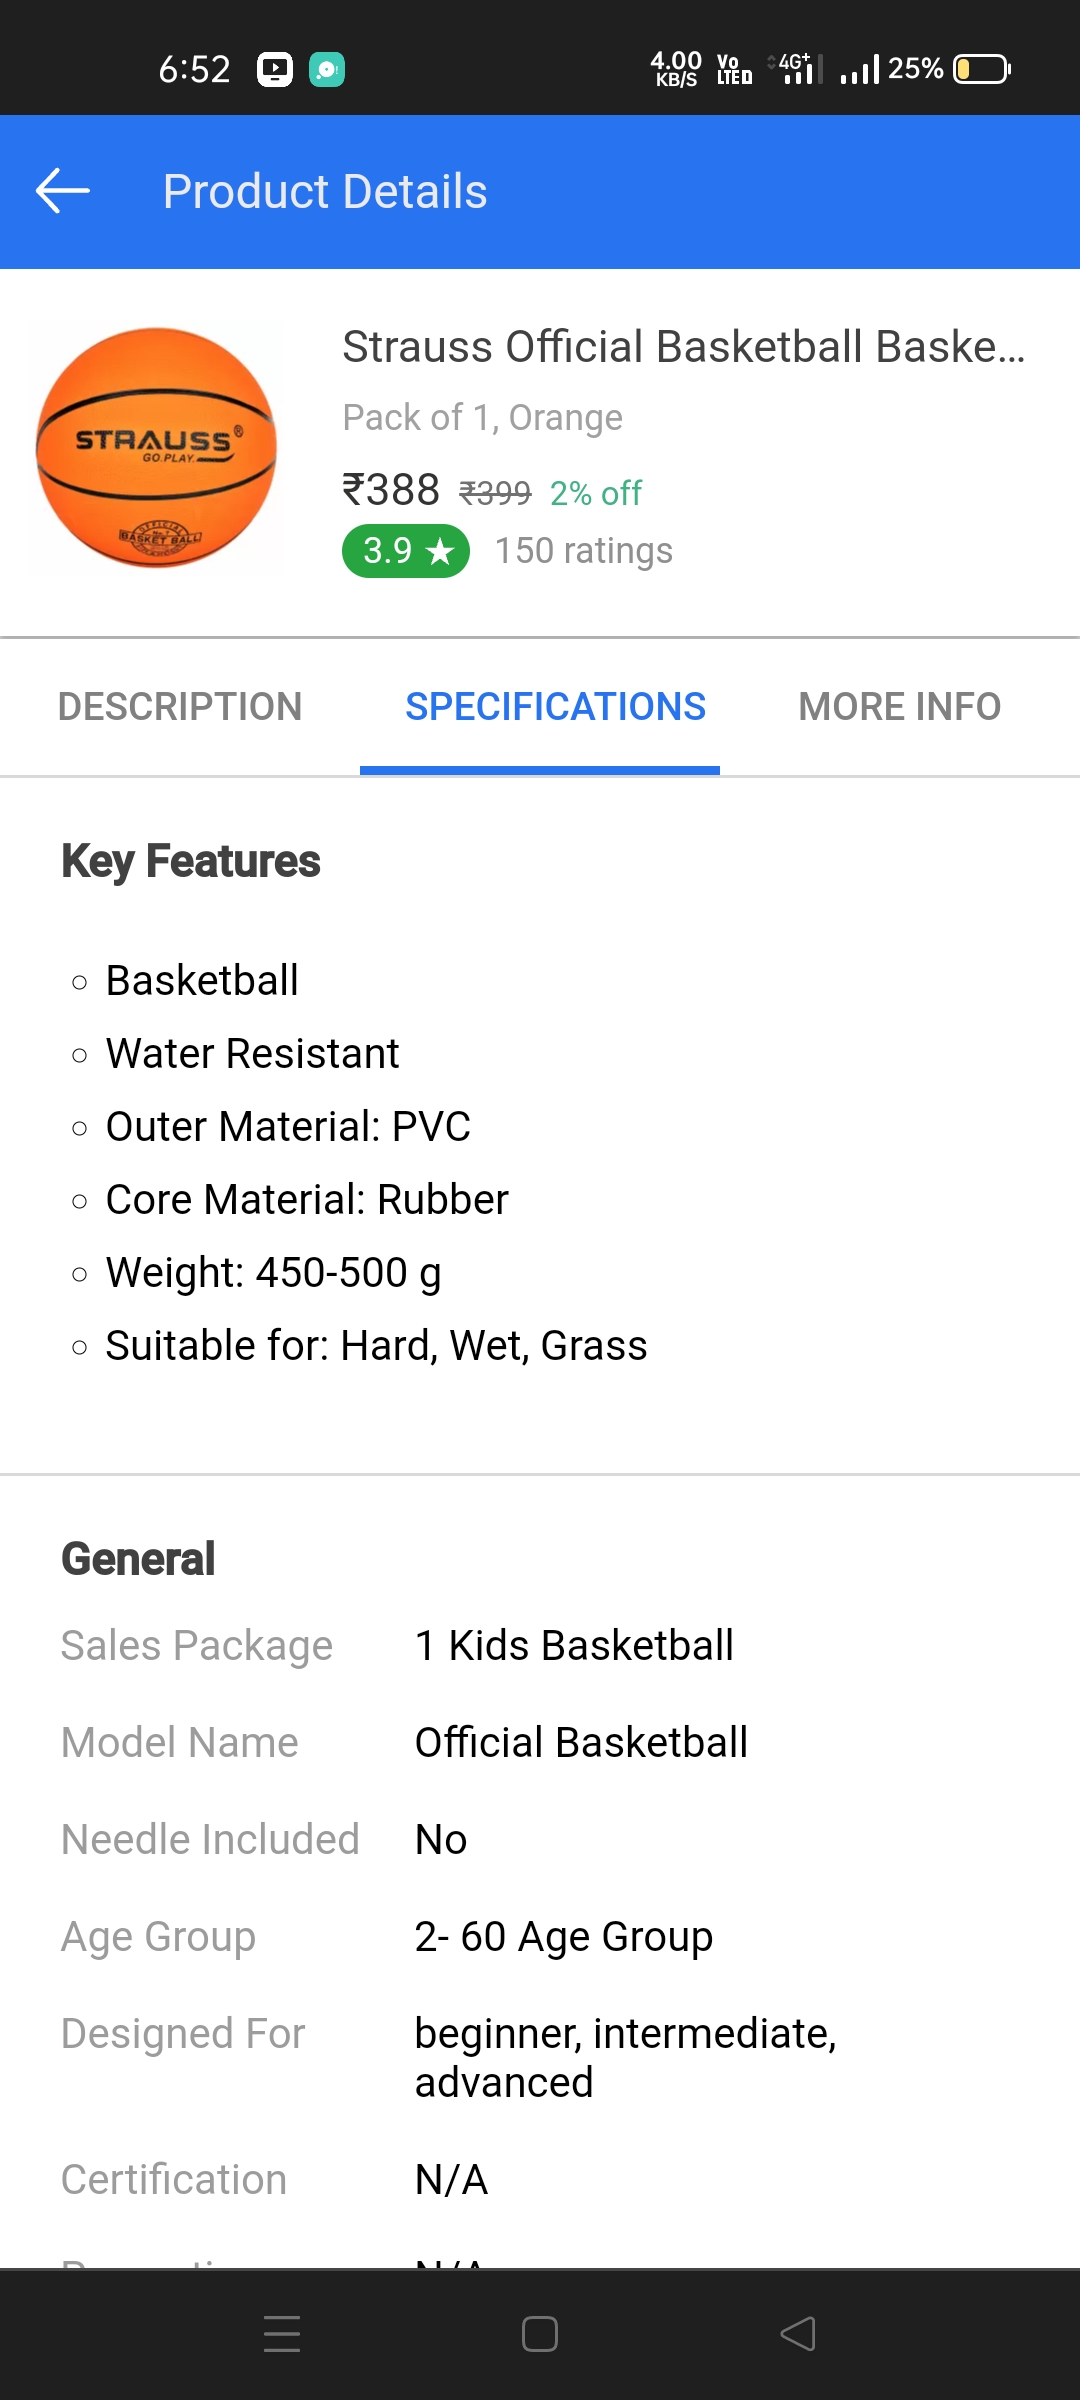 6:52 4.00 KB/S Vo LTE 4G+ 25%
Product Details
STRAUSS®
GO.PLAY.
OFFICIAL
BASKET BALL
Strauss Official Basketball Baske...
Pack of 1, Orange
₹388 ₹399 2% off
3.9 ★ 150 ratings
DESCRIPTION SPECIFICATIONS MORE INFO
Key Features
Basketball
Water Resistant
Outer Material: PVC
Core Material: Rubber
Weight: 450-500 g
Suitable for: Hard, Wet, Grass
General
Sales Package 1 Kids Basketball
Model Name Official Basketball
Needle Included No
Age Group 2- 60 Age Group
Designed For beginner, intermediate,
advanced
Certification N/A